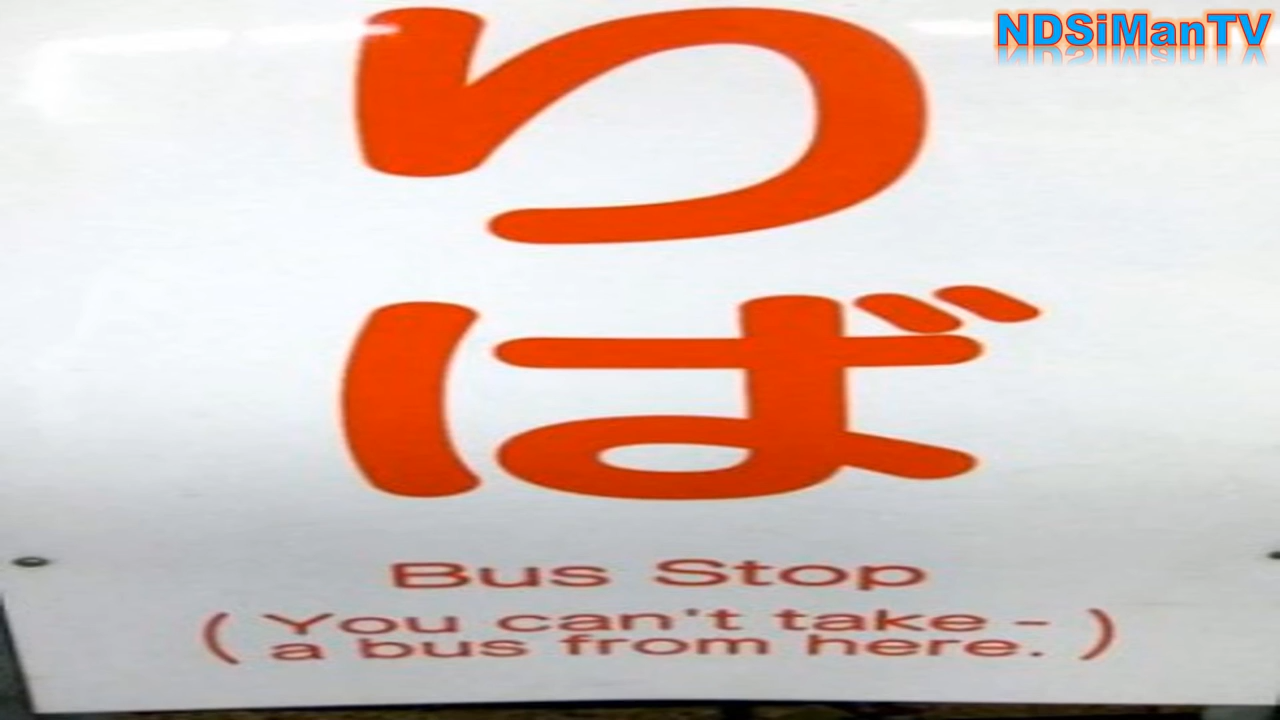 NDSiManTV
り
ば
Bus Stop
( You can't take -
a bus from here. )